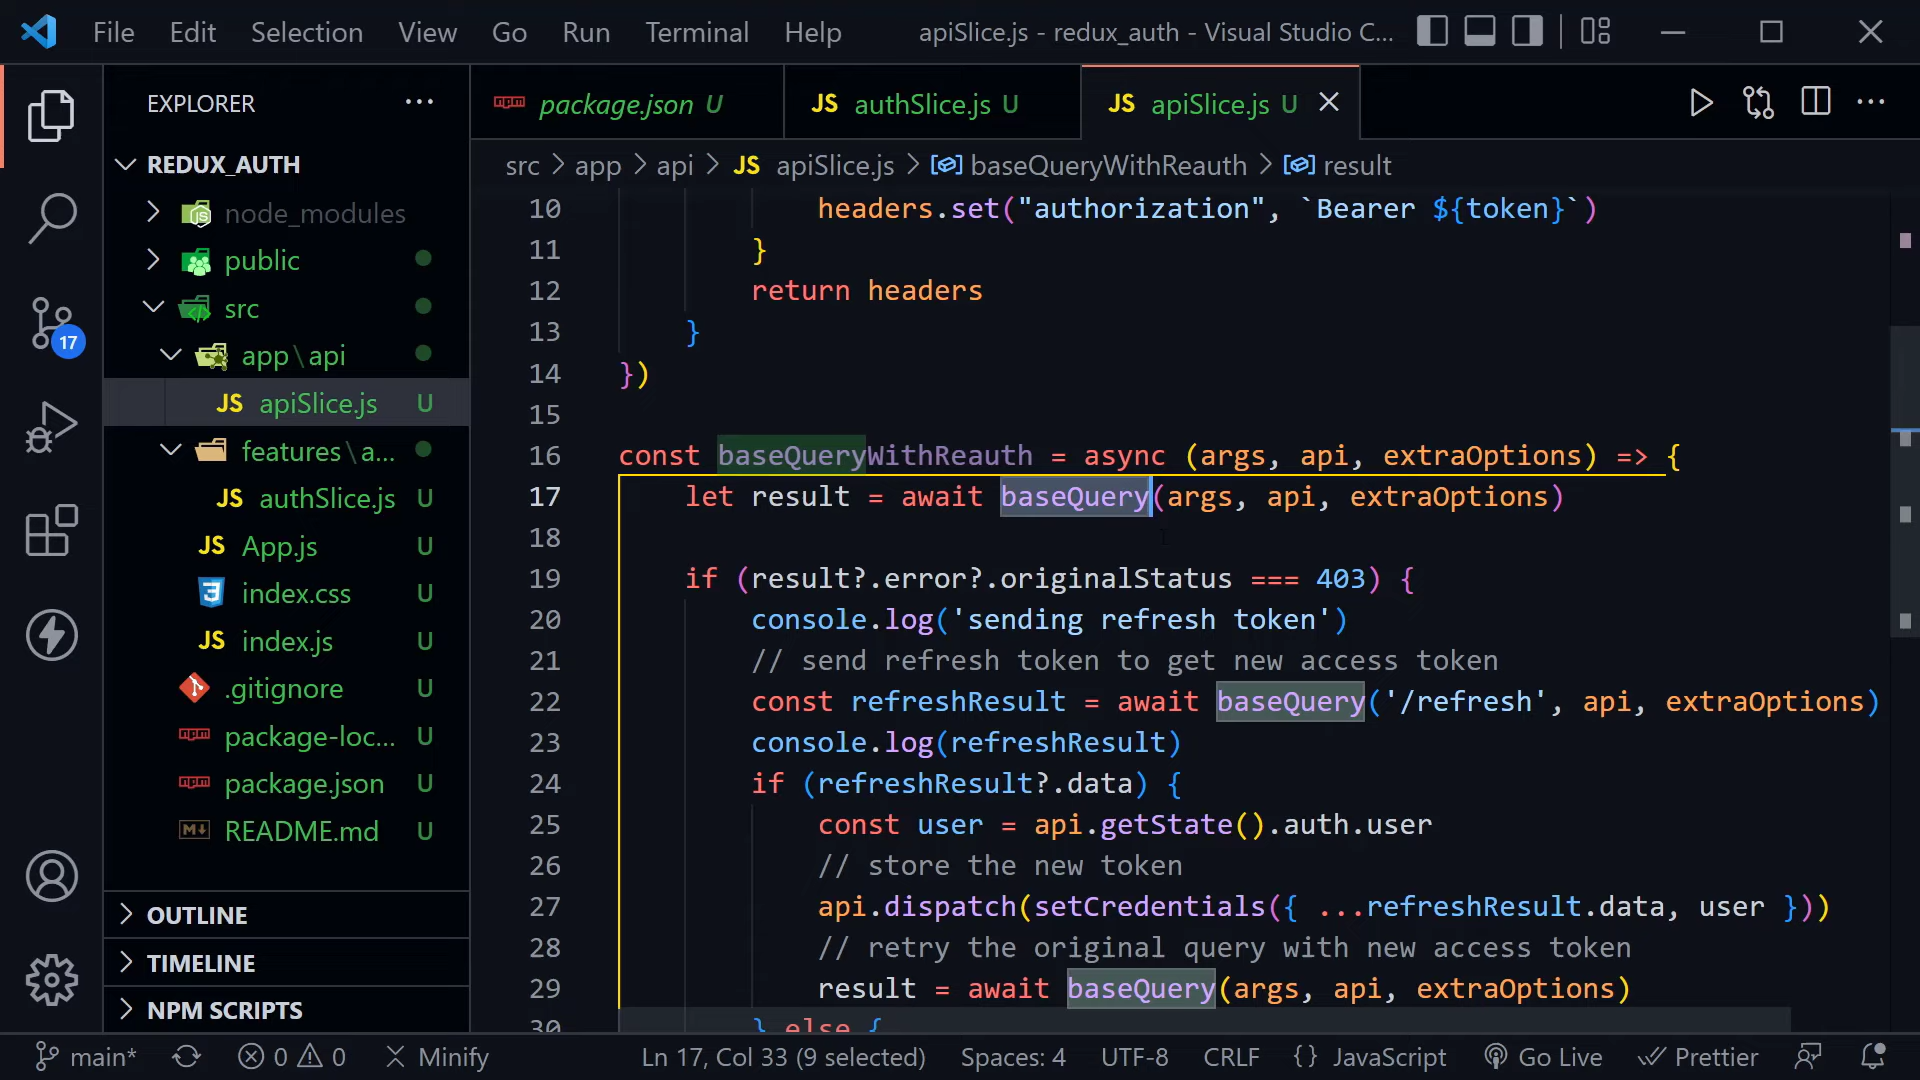 File Edit Selection View Go Run Terminal Help apiSlice.js - redux_auth - Visual Studio C...
EXPLORER ...
package.json U
JS authSlice.js U
JS apiSlice.js U
src > app > api > JS apiSlice.js > baseQueryWithReauth > result
REDUX_AUTH
node_modules
public
src
app\api
JS apiSlice.js U
features\a...
JS authSlice.js U
JS App.js U
index.css U
JS index.js U
.gitignore U
package-loc... U
package.json U
README.md U
OUTLINE
TIMELINE
NPM SCRIPTS
17
10 headers.set("authorization", `Bearer ${token}`)
11 }
12 return headers
13 }
14 })
15
16 const baseQueryWithReauth = async (args, api, extraOptions) => {
17 let result = await baseQuery(args, api, extraOptions)
18
19 if (result?.error?.originalStatus === 403) {
20 console.log('sending refresh token')
21 // send refresh token to get new access token
22 const refreshResult = await baseQuery('/refresh', api, extraOptions)
23 console.log(refreshResult)
24 if (refreshResult?.data) {
25 const user = api.getState().auth.user
26 // store the new token
27 api.dispatch(setCredentials({ ...refreshResult.data, user }))
28 // retry the original query with new access token
29 result = await baseQuery(args, api, extraOptions)
30 } else {
main* 0 0 Minify Ln 17, Col 33 (9 selected) Spaces: 4 UTF-8 CRLF {} JavaScript Go Live Prettier